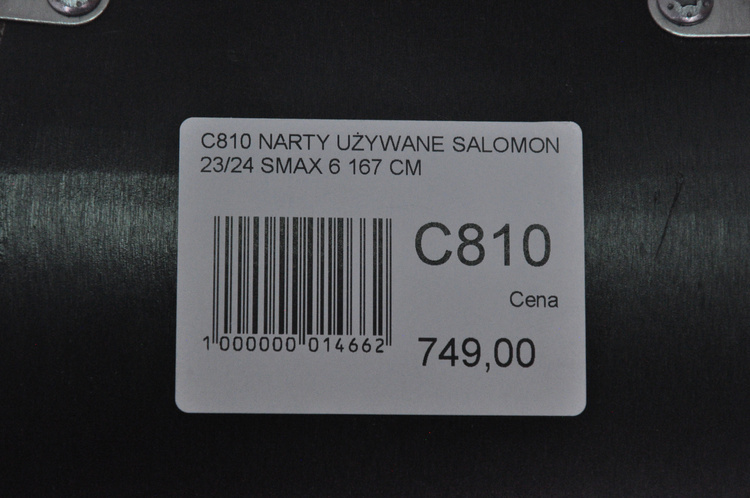 C810 NARTY UŻYWANE SALOMON
23/24 SMAX 6 167 CM
C810
Cena
749,00
1 000000 014662